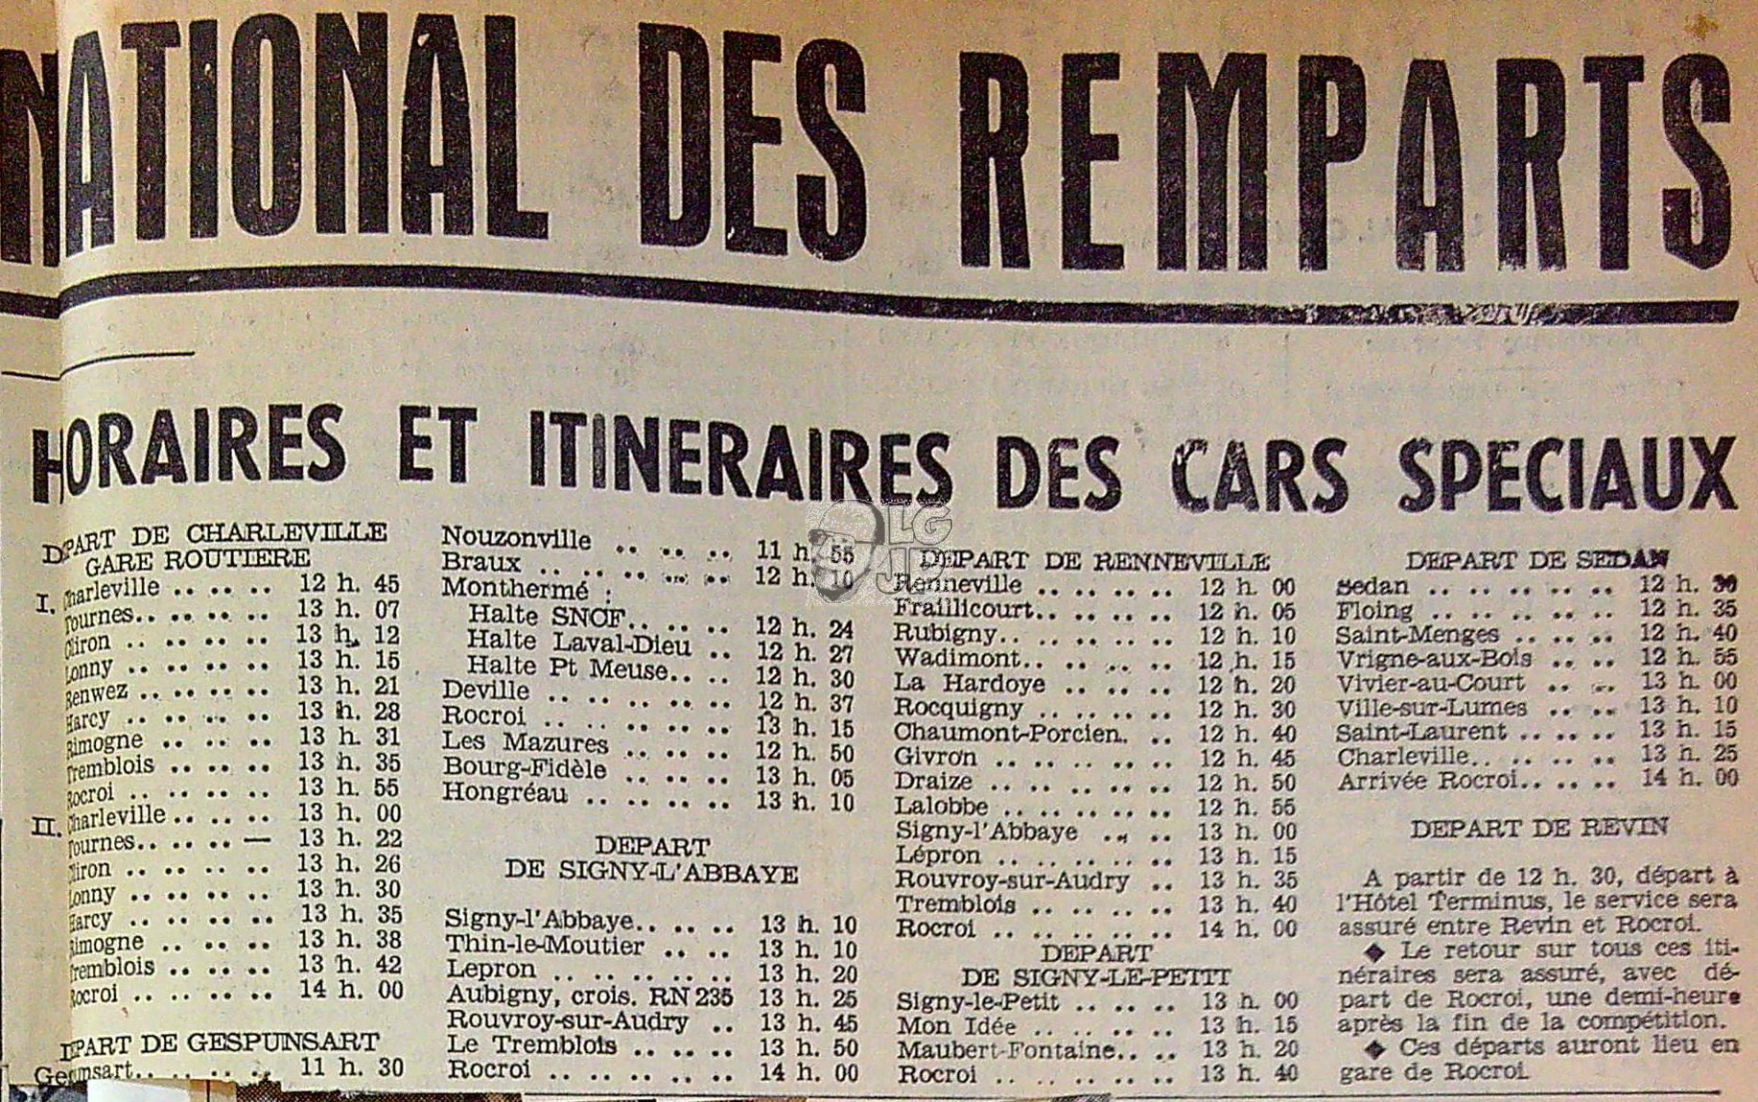 NATIONAL DES REMPARTS
HORAIRES ET ITINERAIRES DES CARS SPECIAUX
DEPART DE CHARLEVILLE
GARE ROUTIERE
I. Charleville .. .. .. 12 h. 45
Tournes.. .. .. .. 13 h. 07
Cliron .. .. .. .. 13 h. 12
Lonny .. .. .. .. 13 h. 15
Renwez .. .. .. .. 13 h. 21
Harcy .. .. .. .. 13 h. 28
Rimogne .. .. .. 13 h. 31
Tremblois .. .. .. 13 h. 35
Rocroi .. .. .. .. 13 h. 55
II. Charleville .. .. .. 13 h. 00
Tournes.. .. .. — 13 h. 22
Cliron .. .. .. .. 13 h. 26
Lonny .. .. .. .. 13 h. 30
Harcy .. .. .. .. 13 h. 35
Rimogne .. .. .. 13 h. 38
Tremblois .. .. .. 13 h. 42
Rocroi .. .. .. .. 14 h. 00
DEPART DE GESPUNSART
Gespunsart.. .. .. .. 11 h. 30
Nouzonville .. .. .. 11 h. 55
Braux .. .. .. .. .. 12 h. 10
Monthermé :
Halte SNCF.. .. .. 12 h. 24
Halte Laval-Dieu .. 12 h. 27
Halte Pt Meuse.. .. 12 h. 30
Deville .. .. .. .. 12 h. 37
Rocroi .. .. .. .. 13 h. 15
Les Mazures .. .. .. 12 h. 50
Bourg-Fidèle .. .. .. 13 h. 05
Hongréau .. .. .. .. 13 h. 10
DEPART
DE SIGNY-L'ABBAYE
Signy-l'Abbaye.. .. .. 13 h. 10
Thin-le-Moutier .. .. 13 h. 10
Lepron .. .. .. .. .. 13 h. 20
Aubigny, crois. RN 235 13 h. 25
Rouvroy-sur-Audry .. 13 h. 45
Le Tremblois .. .. .. 13 h. 50
Rocroi .. .. .. .. .. 14 h. 00
LG
JP
DEPART DE RENNEVILLE
Renneville .. .. .. .. 12 h. 00
Fraillicourt.. .. .. .. 12 h. 05
Rubigny.. .. .. .. .. 12 h. 10
Wadimont.. .. .. .. 12 h. 15
La Hardoye .. .. .. 12 h. 20
Rocquigny .. .. .. .. 12 h. 30
Chaumont-Porcien. .. 12 h. 40
Givron .. .. .. .. .. 12 h. 45
Draize .. .. .. .. .. 12 h. 50
Lalobbe .. .. .. .. .. 12 h. 55
Signy-l'Abbaye .. .. 13 h. 00
Lépron .. .. .. .. .. 13 h. 15
Rouvroy-sur-Audry .. 13 h. 35
Tremblois .. .. .. .. 13 h. 40
Rocroi .. .. .. .. .. 14 h. 00
DEPART
DE SIGNY-LE-PETIT
Signy-le-Petit .. .. .. 13 h. 00
Mon Idée .. .. .. .. 13 h. 15
Maubert-Fontaine.. .. 13 h. 20
Rocroi .. .. .. .. .. 13 h. 40
DEPART DE SEDAN
Sedan .. .. .. .. .. 12 h. 30
Floing .. .. .. .. .. 12 h. 35
Saint-Menges .. .. .. 12 h. 40
Vrigne-aux-Bois .. .. 12 h. 55
Vivier-au-Court .. .. 13 h. 00
Ville-sur-Lumes .. .. 13 h. 10
Saint-Laurent .. .. .. 13 h. 15
Charleville.. .. .. .. 13 h. 25
Arrivée Rocroi.. .. .. 14 h. 00
DEPART DE REVIN
A partir de 12 h. 30, départ à
l'Hôtel Terminus, le service sera
assuré entre Revin et Rocroi.
◆ Le retour sur tous ces iti-
néraires sera assuré, avec dé-
part de Rocroi, une demi-heure
après la fin de la compétition.
◆ Ces départs auront lieu en
gare de Rocroi.